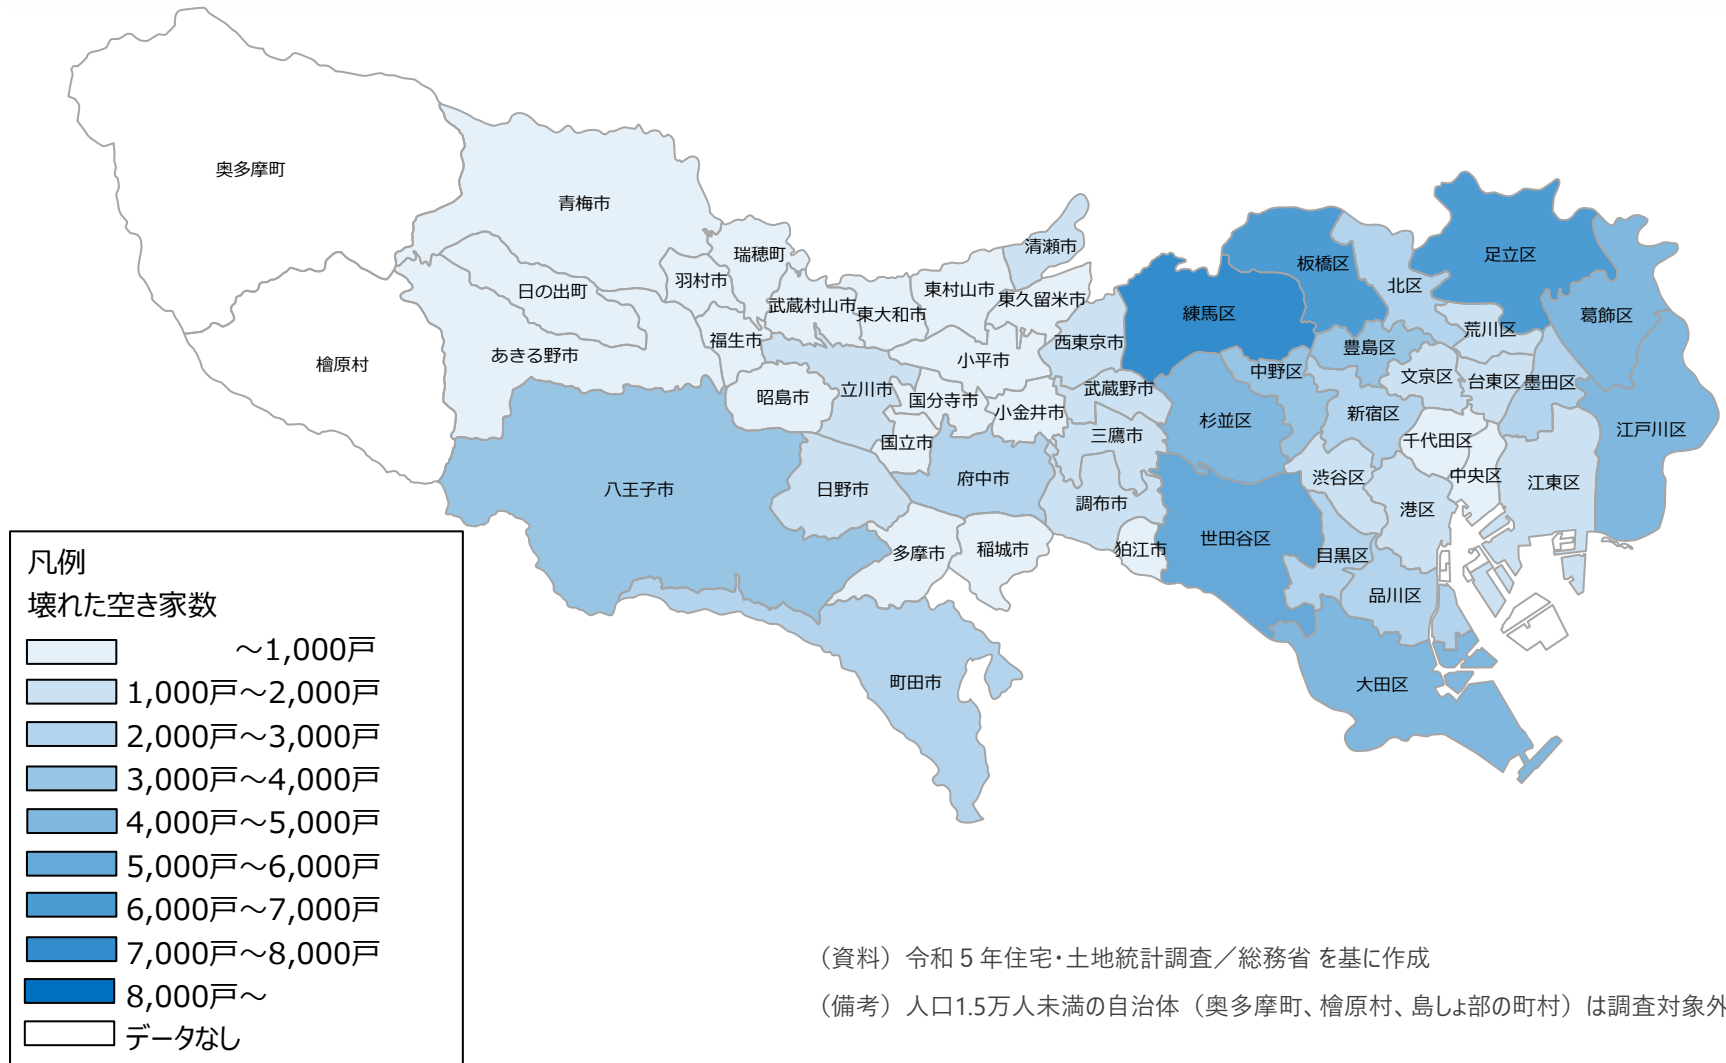 奥多摩町
青梅市
瑞穂町
清瀬市
羽村市
日の出町
武蔵村山市
東大和市
東村山市
東久留米市
福生市
あきる野市
檜原村
小平市
西東京市
立川市
昭島市
国分寺市
小金井市
武蔵野市
国立市
三鷹市
八王子市
日野市
府中市
調布市
多摩市
稲城市
狛江市
町田市
足立区
板橋区
北区
練馬区
葛飾区
荒川区
豊島区
中野区
文京区
台東区
墨田区
杉並区
新宿区
千代田区
江戸川区
渋谷区
中央区
江東区
港区
世田谷区
目黒区
品川区
大田区
凡例
壊れた空き家数
～1,000戸
1,000戸～2,000戸
2,000戸～3,000戸
3,000戸～4,000戸
4,000戸～5,000戸
5,000戸～6,000戸
6,000戸～7,000戸
7,000戸～8,000戸
8,000戸～
データなし
（資料）令和５年住宅･土地統計調査／総務省 を基に作成
（備考）人口1.5万人未満の自治体（奥多摩町、檜原村、島しょ部の町村）は調査対象外